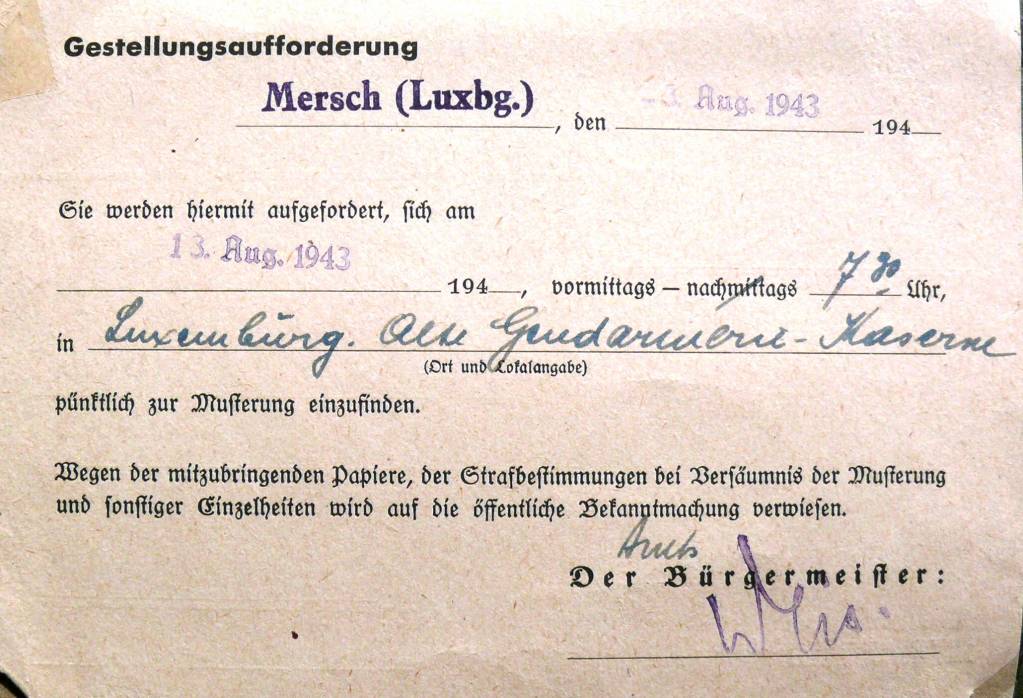 Gestellungsaufforderung
Mersch (Luxbg.), den - 3. Aug. 1943 194
Sie werden hiermit aufgefordert, sich am
13. Aug. 1943 194 , vormittags – nachmittags 7 30 Uhr,
in Luxemburg. Alte Gendarmerie-Kaserne
(Ort und Lokalangabe)
pünktlich zur Musterung einzufinden.
Wegen der mitzubringenden Papiere, der Strafbestimmungen bei Versäumnis der Musterung
und sonstiger Einzelheiten wird auf die öffentliche Bekanntmachung verwiesen.
Amts
Der Bürgermeister: